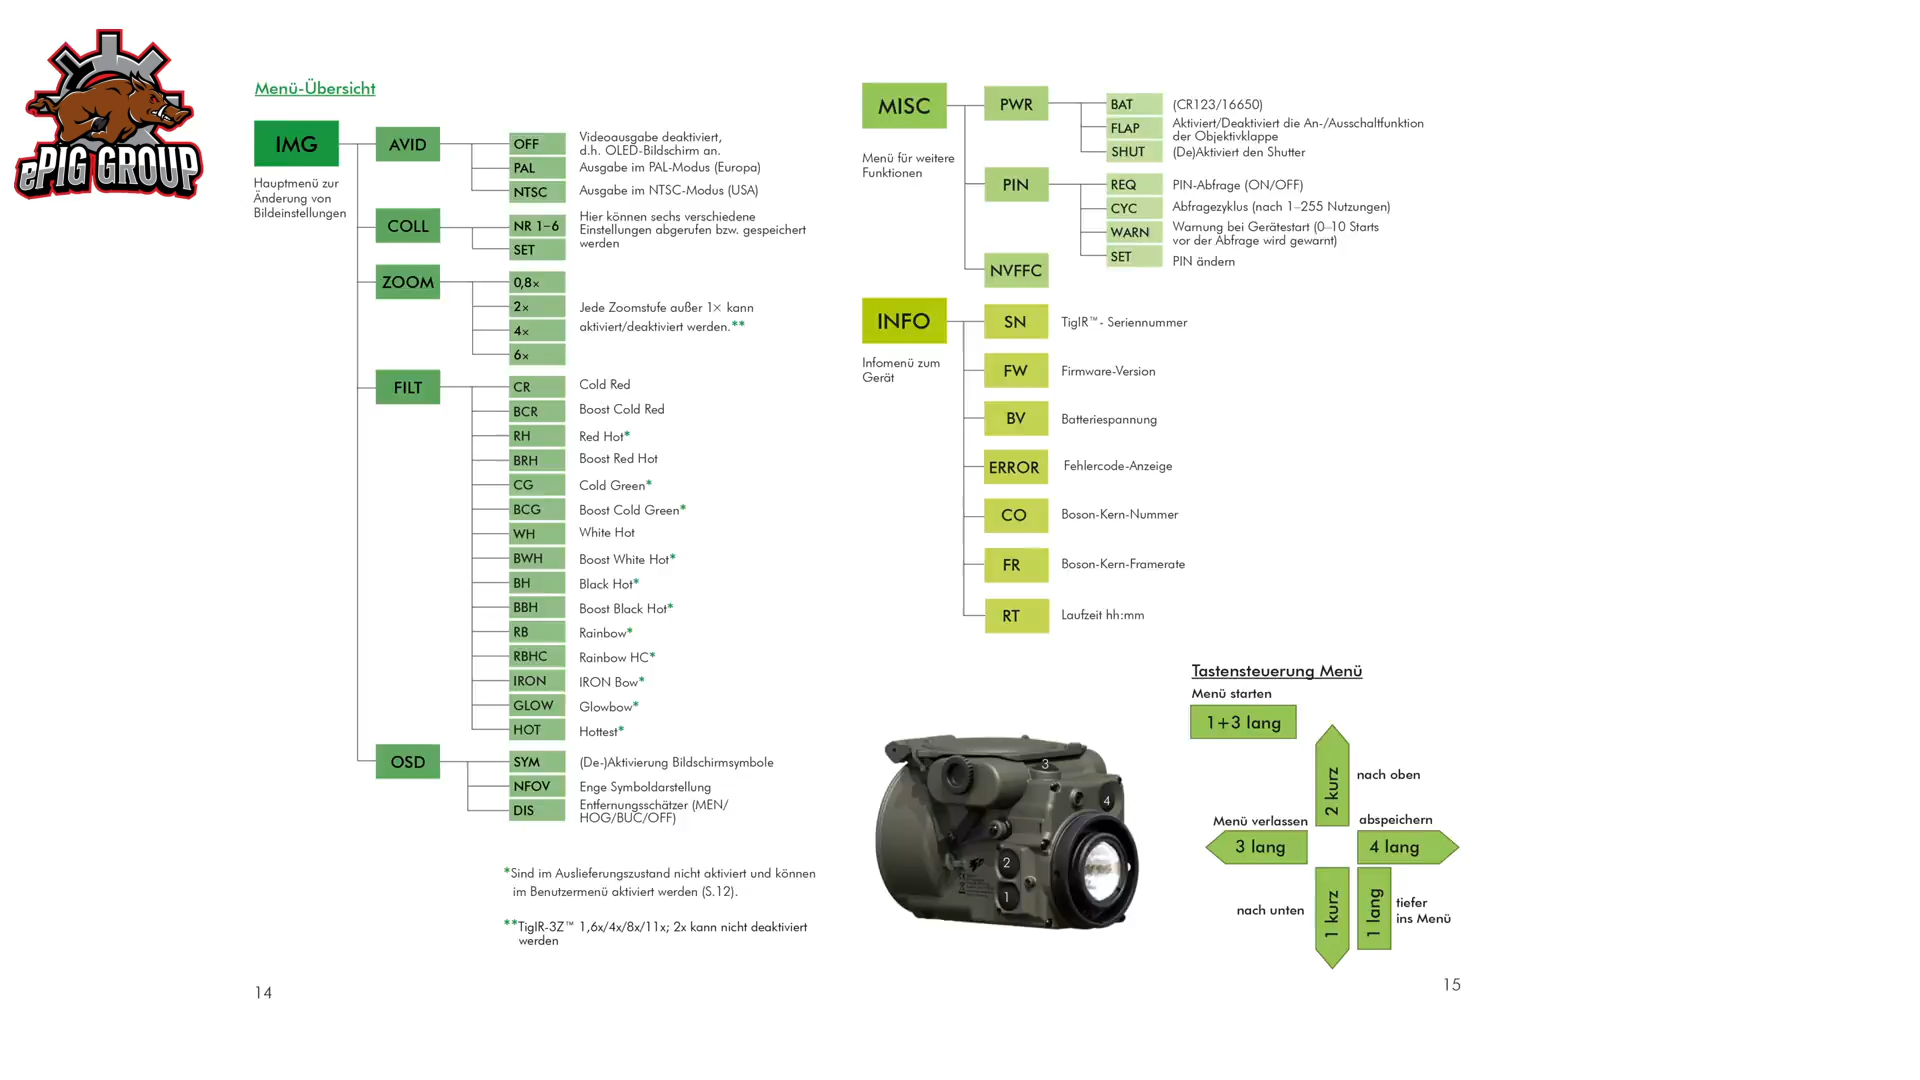 ePIG GROUP
Menü-Übersicht
IMG
Hauptmenü zur
Änderung von
Bildeinstellungen
AVID
OFF
Videoausgabe deaktiviert,
d.h. OLED-Bildschirm an.
PAL
Ausgabe im PAL-Modus (Europa)
NTSC
Ausgabe im NTSC-Modus (USA)
COLL
NR 1–6
SET
Hier können sechs verschiedene
Einstellungen abgerufen bzw. gespeichert
werden
ZOOM
0,8×
2×
4×
6×
Jede Zoomstufe außer 1× kann
aktiviert/deaktiviert werden.**
FILT
CR Cold Red
BCR Boost Cold Red
RH Red Hot*
BRH Boost Red Hot
CG Cold Green*
BCG Boost Cold Green*
WH White Hot
BWH Boost White Hot*
BH Black Hot*
BBH Boost Black Hot*
RB Rainbow*
RBHC Rainbow HC*
IRON IRON Bow*
GLOW Glowbow*
HOT Hottest*
OSD
SYM (De-)Aktivierung Bildschirmsymbole
NFOV Enge Symboldarstellung
DIS
Entfernungsschätzer (MEN/
HOG/BUC/OFF)
*Sind im Auslieferungszustand nicht aktiviert und können
im Benutzermenü aktiviert werden (S.12).
**TigIR-3Z™ 1,6x/4x/8x/11x; 2x kann nicht deaktiviert
werden
14
MISC
Menü für weitere
Funktionen
PWR
BAT (CR123/16650)
FLAP
Aktiviert/Deaktiviert die An-/Ausschaltfunktion
der Objektivklappe
SHUT (De)Aktiviert den Shutter
PIN
REQ PIN-Abfrage (ON/OFF)
CYC Abfragezyklus (nach 1–255 Nutzungen)
WARN
Warnung bei Gerätestart (0–10 Starts
vor der Abfrage wird gewarnt)
SET PIN ändern
NVFFC
INFO
Infomenü zum
Gerät
SN TigIR™- Seriennummer
FW Firmware-Version
BV Batteriespannung
ERROR Fehlercode-Anzeige
CO Boson-Kern-Nummer
FR Boson-Kern-Framerate
RT Laufzeit hh:mm
3
4
2
1
Tastensteuerung Menü
Menü starten
1+3 lang
2 kurz
nach oben
Menü verlassen
3 lang
abspeichern
4 lang
nach unten
1 kurz
1 lang
tiefer
ins Menü
15